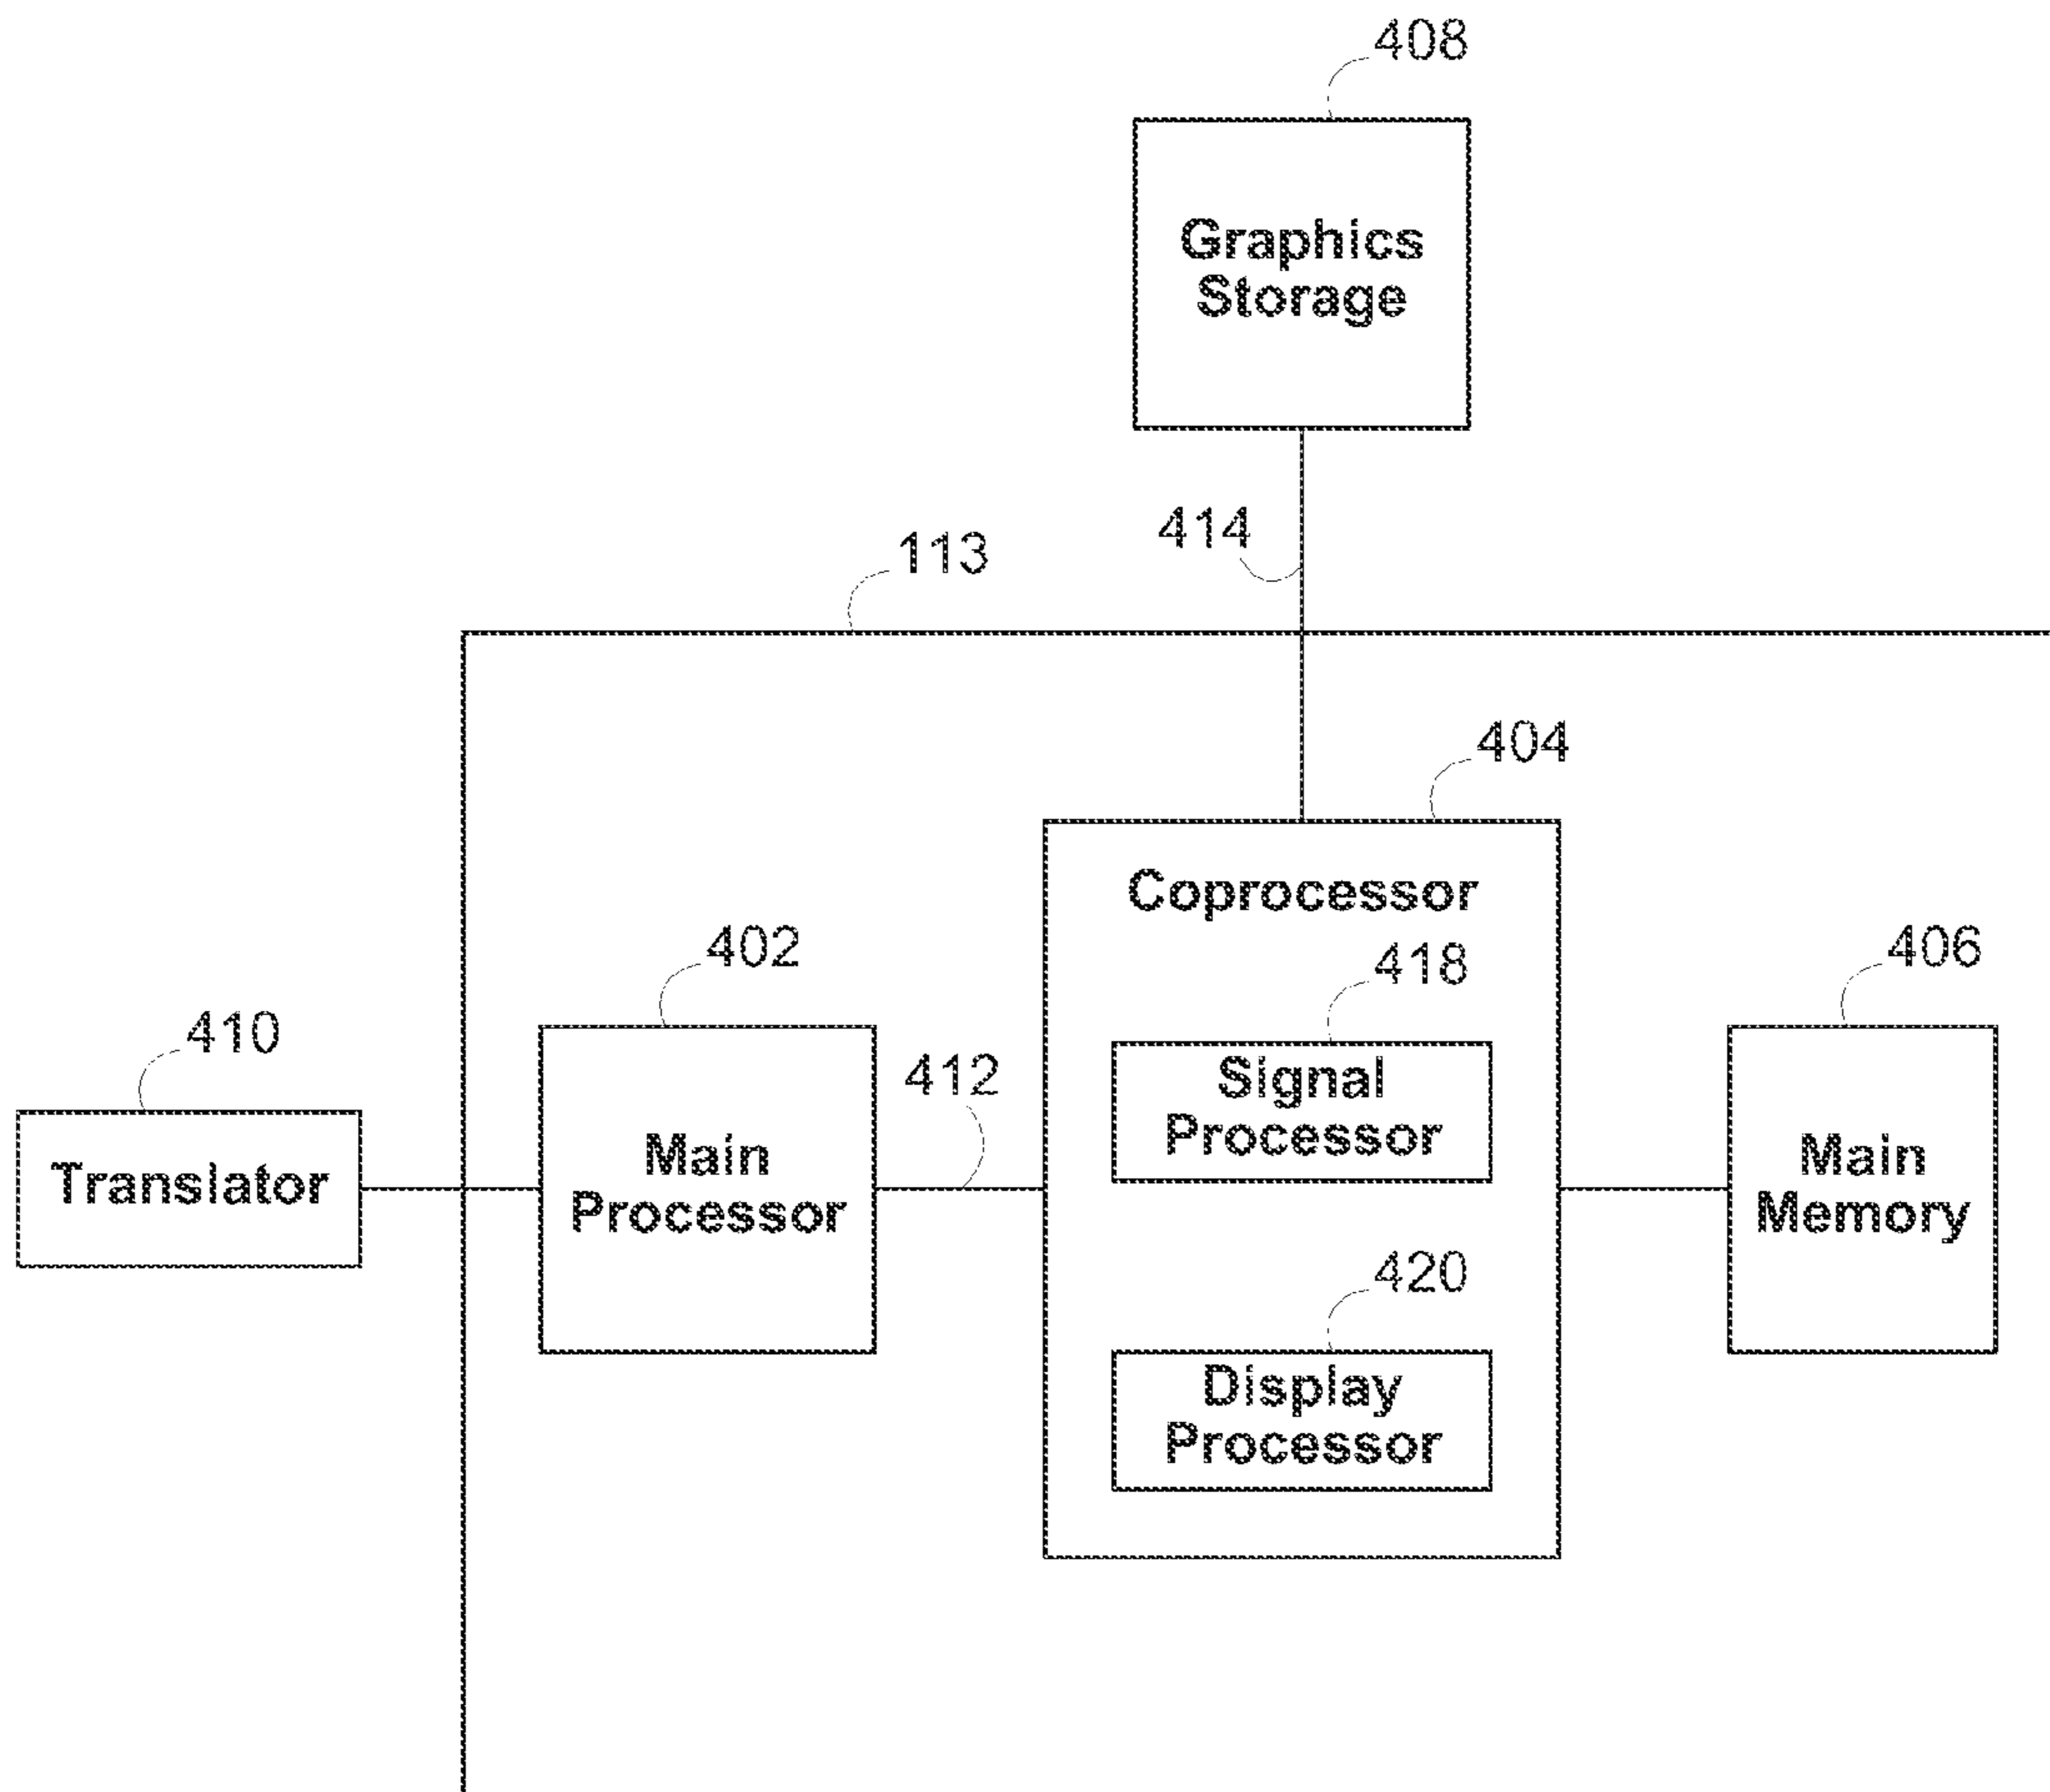 408
Graphics
Storage
414
113
404
Coprocessor
402
418
406
410
412
Signal
Processor
Translator
Main
Processor
Main
Memory
420
Display
Processor